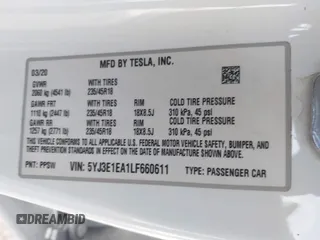 MFD BY TESLA, INC.
03/20
GVWR WITH TIRES
2060 kg (4541 lb) 235/45R18
GAWR FRT WITH TIRES RIM COLD TIRE PRESSURE
1110 kg (2447 lb) 235/45R18 18X8.5J 310 kPa, 45 psi
GAWR RR WITH TIRES RIM COLD TIRE PRESSURE
1257 kg (2771 lb) 235/45R18 18X8.5J 310 kPa, 45 psi
THIS VEHICLE CONFORMS TO ALL APPLICABLE U.S. FEDERAL MOTOR VEHICLE SAFETY, BUMPER, AND
THEFT PREVENTION STANDARDS IN EFFECT ON THE DATE OF MANUFACTURE SHOWN ABOVE.
PNT: PPSW VIN: 5YJ3E1EA1LF660611 TYPE: PASSENGER CAR
DREAMBID